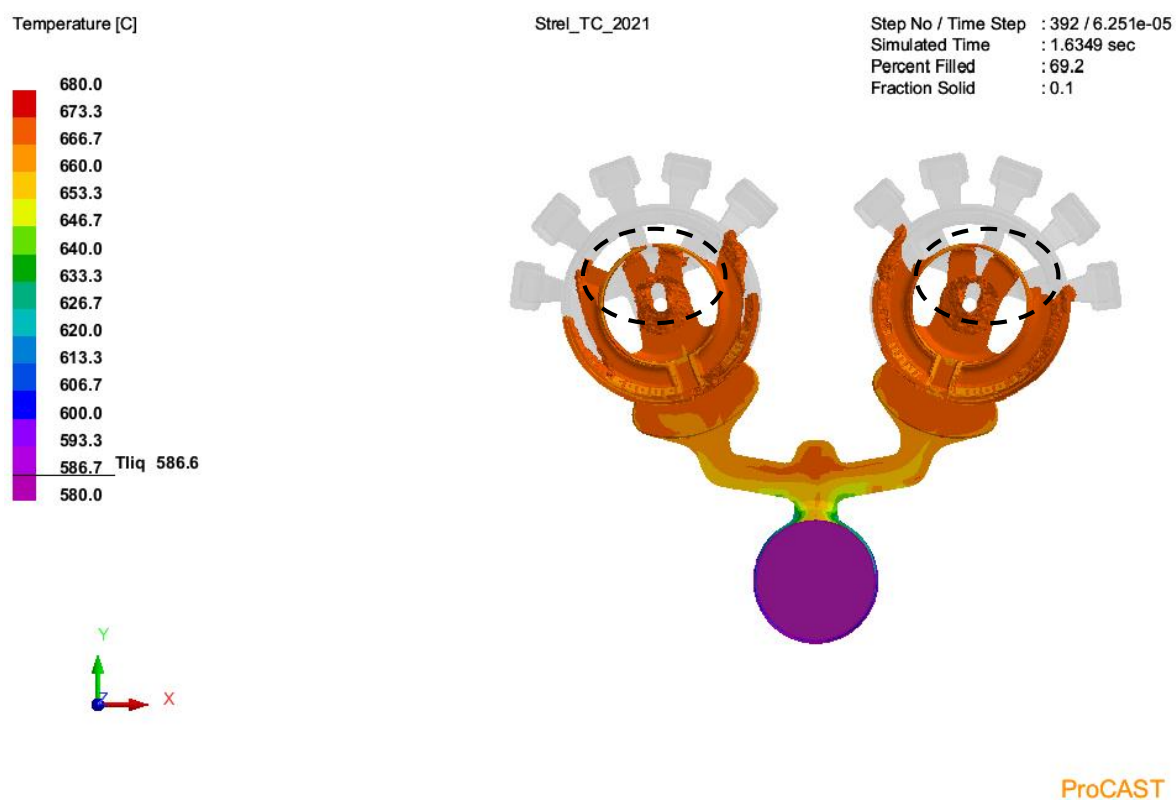 Temperature [C]
Strel_TC_2021
Step No / Time Step : 392 / 6.251e-05
Simulated Time : 1.6349 sec
Percent Filled : 69.2
Fraction Solid : 0.1
680.0
673.3
666.7
660.0
653.3
646.7
640.0
633.3
626.7
620.0
613.3
606.7
600.0
593.3
586.7 Tliq 586.6
580.0
Y
Z X
ProCAST